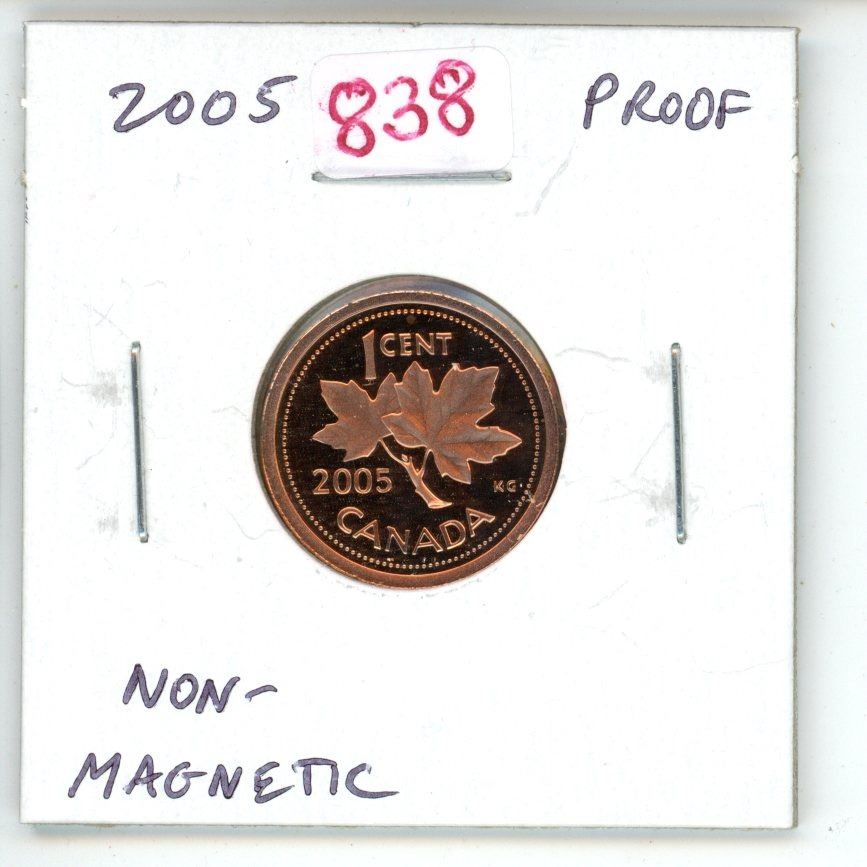 2005 838 PROOF
1 CENT
2005 KG
CANADA
NON-
MAGNETIC